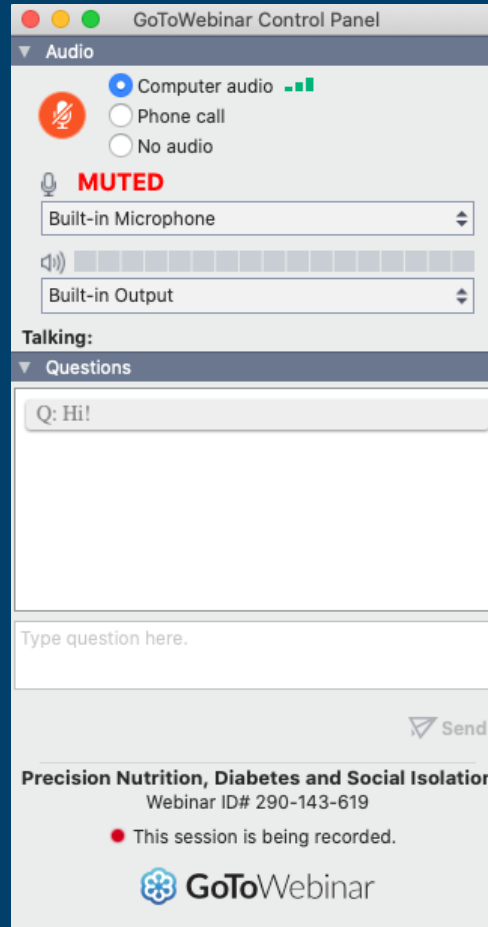 GoToWebinar Control Panel
Audio
Computer audio
Phone call
No audio
MUTED
Built-in Microphone
Built-in Output
Talking:
Questions
Q: Hi!
Type question here.
Send
Precision Nutrition, Diabetes and Social Isolation
Webinar ID# 290-143-619
This session is being recorded.
GoToWebinar